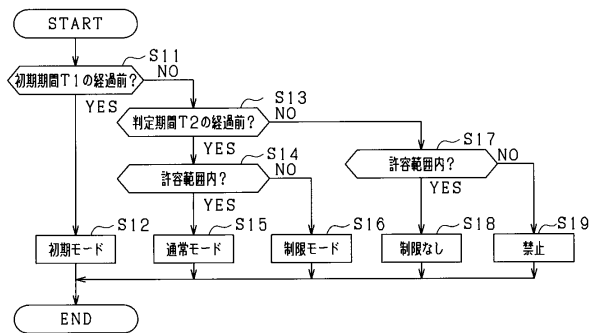 START
S11
初期期間T1の経過前?
NO
YES
S13
判定期間T2の経過前?
NO
YES
S14
許容範囲内?
NO
YES
S17
許容範囲内?
NO
YES
S12
初期モード
S15
通常モード
S16
制限モード
S18
制限なし
S19
禁止
END